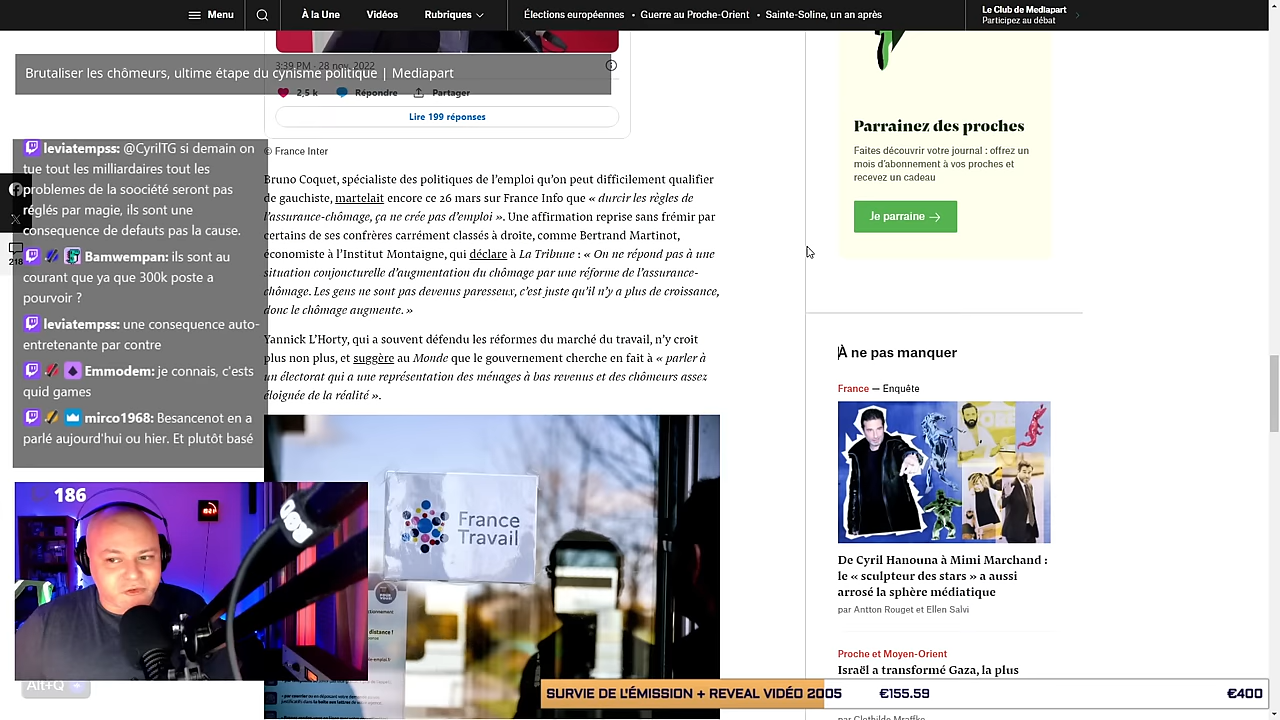 Menu
À la Une
Vidéos
Rubriques
Élections européennes • Guerre au Proche-Orient • Sainte-Soline, un an après
Le Club de Mediapart
Participez au débat
3:39 PM · 28 nov. 2022
Brutaliser les chômeurs, ultime étape du cynisme politique | Mediapart
2,5 k Répondre Partager
Lire 199 réponses
© France Inter
Bruno Coquet, spécialiste des politiques de l’emploi qu’on peut difficilement qualifier
de gauchiste, martelait encore ce 26 mars sur France Info que « durcir les règles de
l’assurance-chômage, ça ne crée pas d’emploi ». Une affirmation reprise sans frémir par
certains de ses confrères carrément classés à droite, comme Bertrand Martinot,
économiste à l’Institut Montaigne, qui déclare à La Tribune : « On ne répond pas à une
situation conjoncturelle d’augmentation du chômage par une réforme de l’assurance-
chômage. Les gens ne sont pas devenus paresseux, c’est juste qu’il n’y a plus de croissance,
donc le chômage augmente. »
Yannick L’Horty, qui a souvent défendu les réformes du marché du travail, n’y croit
plus non plus, et suggère au Monde que le gouvernement cherche en fait à « parler à
un électorat qui a une représentation des ménages à bas revenus et des chômeurs assez
éloignée de la réalité ».
leviatempss: @CyrilTG si demain on
tue tout les milliardaires tout les
problemes de la soociété seront pas
réglés par magie, ils sont une
consequence de defauts pas la cause.
Bamwempan: ils sont au
courant que ya que 300k poste a
pourvoir ?
leviatempss: une consequence auto-
entretenante par contre
Emmodem: je connais, c'ests
quid games
mirco1968: Besancenot en a
parlé aujourd'hui ou hier. Et plutôt basé
218
186
Alt+Q
France
Travail
distance !
Parrainez des proches
Faites découvrir votre journal : offrez un
mois d’abonnement à vos proches et
recevez un cadeau
Je parraine →
À ne pas manquer
France — Enquête
De Cyril Hanouna à Mimi Marchand :
le « sculpteur des stars » a aussi
arrosé la sphère médiatique
par Antton Rouget et Ellen Salvi
Proche et Moyen-Orient
Israël a transformé Gaza, la plus
SURVIE DE L'ÉMISSION + REVEAL VIDÉO 2005 €155.59 €400
par Clothilde Mraffko